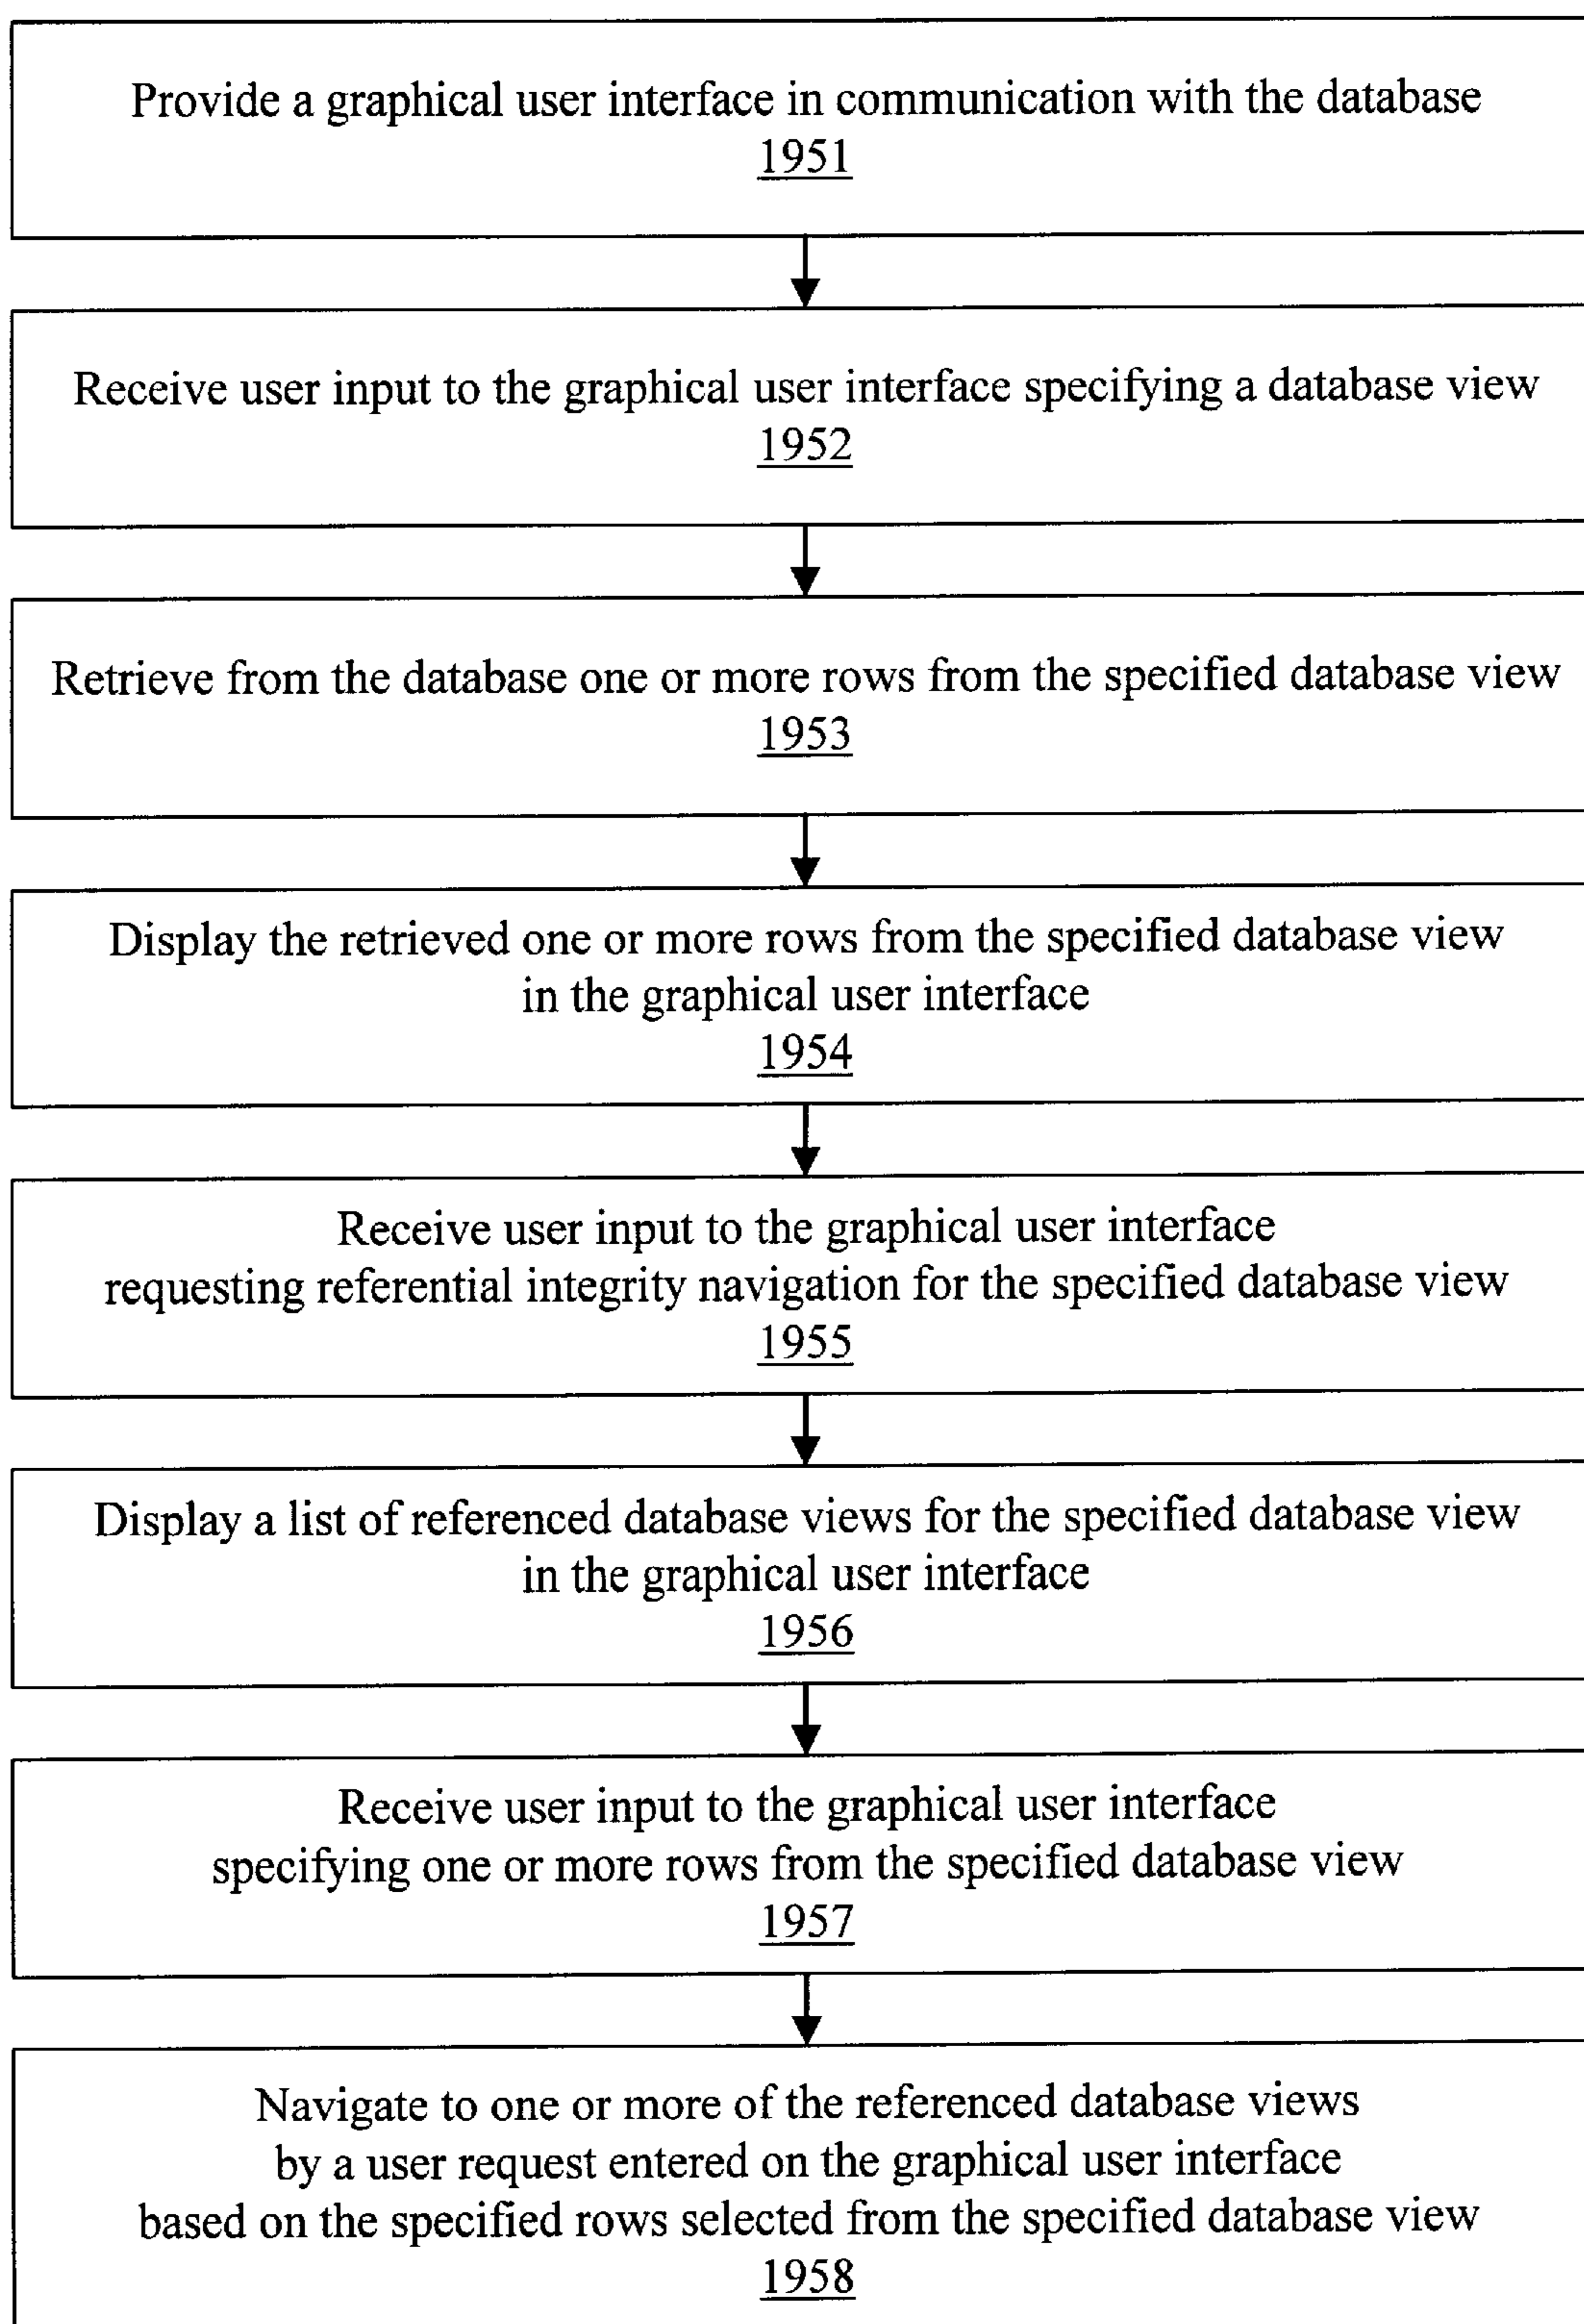 Provide a graphical user interface in communication with the database
1951
Receive user input to the graphical user interface specifying a database view
1952
Retrieve from the database one or more rows from the specified database view
1953
Display the retrieved one or more rows from the specified database view
in the graphical user interface
1954
Receive user input to the graphical user interface
requesting referential integrity navigation for the specified database view
1955
Display a list of referenced database views for the specified database view
in the graphical user interface
1956
Receive user input to the graphical user interface
specifying one or more rows from the specified database view
1957
Navigate to one or more of the referenced database views
by a user request entered on the graphical user interface
based on the specified rows selected from the specified database view
1958